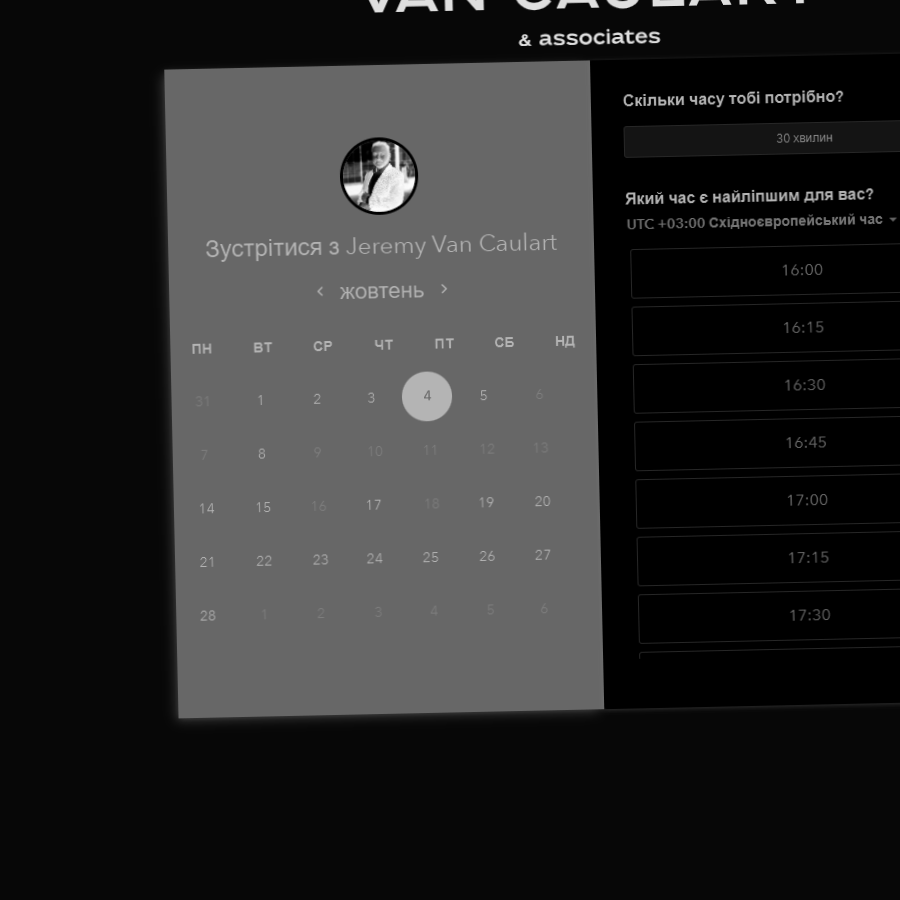 VAN CAULART
& associates
Зустрітися з Jeremy Van Caulart
жовтень
ПН ВТ СР ЧТ ПТ СБ НД
31 1 2 3 4 5 6
7 8 9 10 11 12 13
14 15 16 17 18 19 20
21 22 23 24 25 26 27
28 1 2 3 4 5 6
Скільки часу тобі потрібно?
30 хвилин
Який час є найліпшим для вас?
UTC +03:00 Східноєвропейський час
16:00
16:15
16:30
16:45
17:00
17:15
17:30